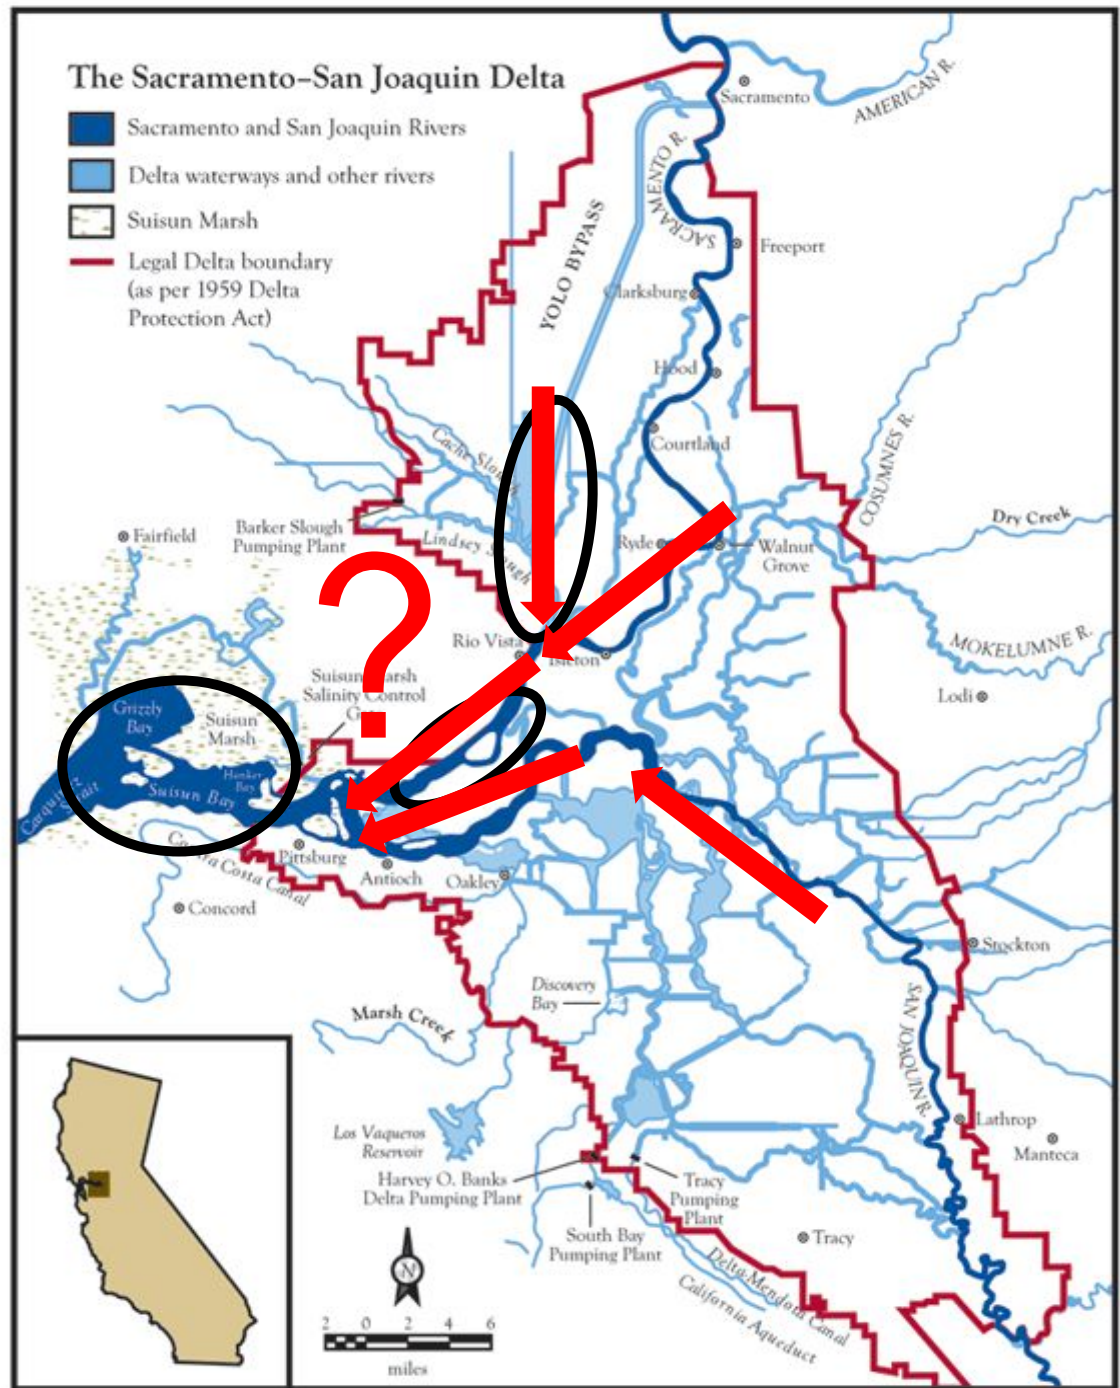 The Sacramento–San Joaquin Delta
Sacramento and San Joaquin Rivers
Delta waterways and other rivers
Suisun Marsh
Legal Delta boundary
(as per 1959 Delta
Protection Act)
Sacramento
AMERICAN R.
SACRAMENTO R.
YOLO BYPASS
Freeport
Clarksburg
Hood
Courtland
Cache Slough
COSUMNES R.
Dry Creek
Barker Slough
Pumping Plant
Lindsey Slough
Fairfield
Ryde
Walnut
Grove
?
Rio Vista
Isleton
MOKELUMNE R.
Lodi
Suisun Marsh
Salinity Control
Grizzly
Bay
Suisun
Marsh
Honker
Bay
Suisun Bay
Carquinez
Strait
Pittsburg
Antioch
Oakley
Contra Costa Canal
Concord
Stockton
Discovery
Bay
Marsh Creek
SAN JOAQUIN R.
Los Vaqueros
Reservoir
Lathrop
Manteca
Harvey O. Banks
Delta Pumping Plant
Tracy
Pumping
Plant
South Bay
Pumping Plant
Tracy
Delta-Mendota Canal
California Aqueduct
N
2 0 2 4 6
miles